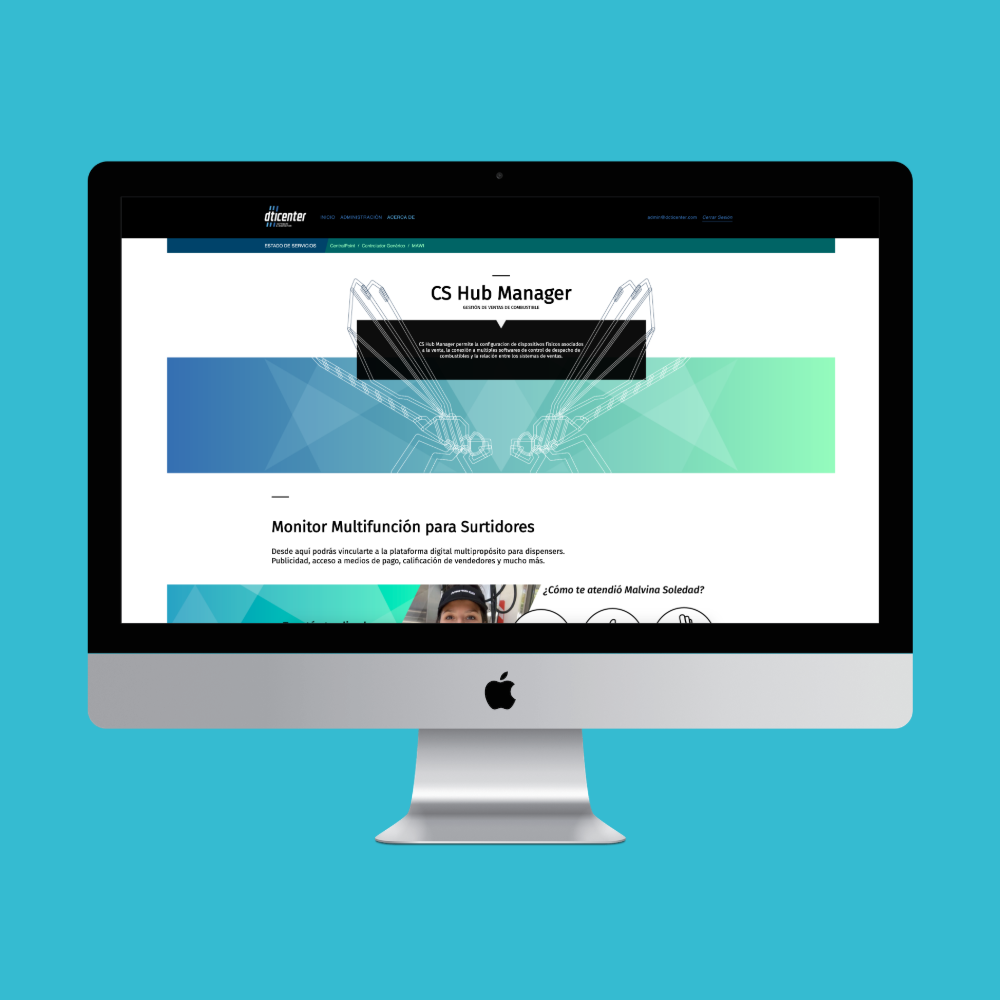 dticenter
INICIO ADMINISTRACIÓN ACERCA DE
admin@dticenter.com Cerrar Sesión
ESTADO DE SERVICIOS
CentralPoint / Controlador Genérico / MAWI
CS Hub Manager
GESTIÓN DE VENTAS DE COMBUSTIBLE
CS Hub Manager permite la configuracion de dispositivos físicos asociados
a la venta, la conexión a multiples softwares de control de despacho de
combustibles y la relación entre los sistemas de ventas.
Monitor Multifunción para Surtidores
Desde aquí podrás vincularte a la plataforma digital multipropósito para dispensers.
Publicidad, acceso a medios de pago, calificación de vendedores y mucho más.
¿Cómo te atendió Malvina Soledad?